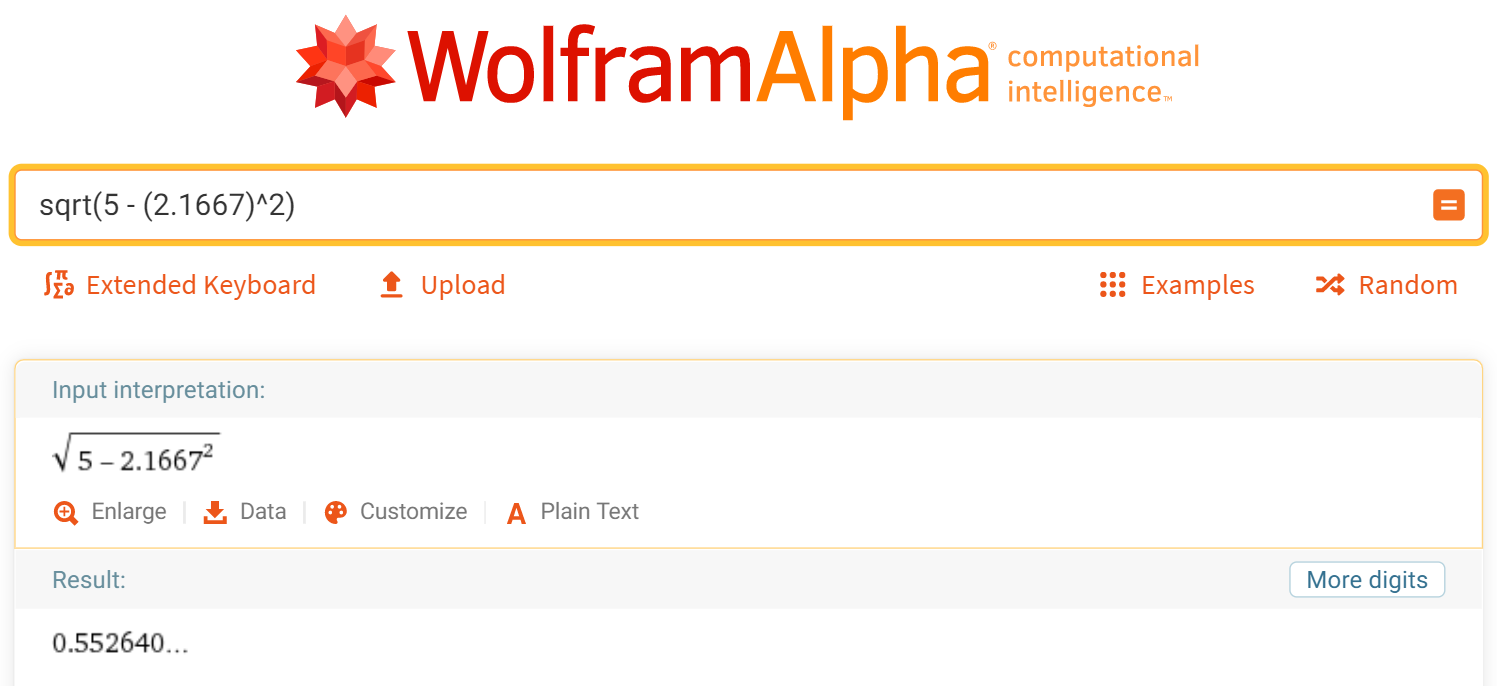 WolframAlpha® computational intelligence™
sqrt(5 - (2.1667)^2)
=
Extended Keyboard Upload Examples Random
Input interpretation:
√5 – 2.1667²
Enlarge | Data | Customize | A Plain Text
Result: More digits
0.552640...